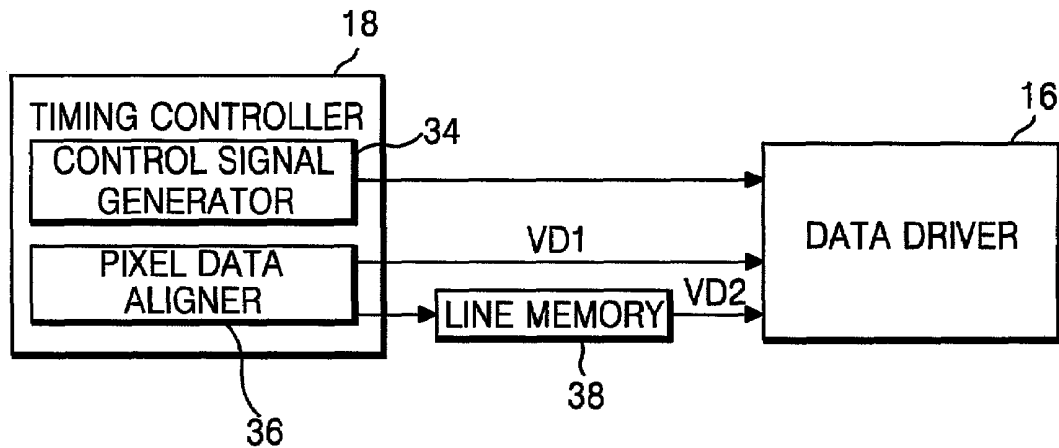 18
TIMING CONTROLLER
34
CONTROL SIGNAL
GENERATOR
PIXEL DATA
ALIGNER
36
VD1
LINE MEMORY
38
VD2
16
DATA DRIVER